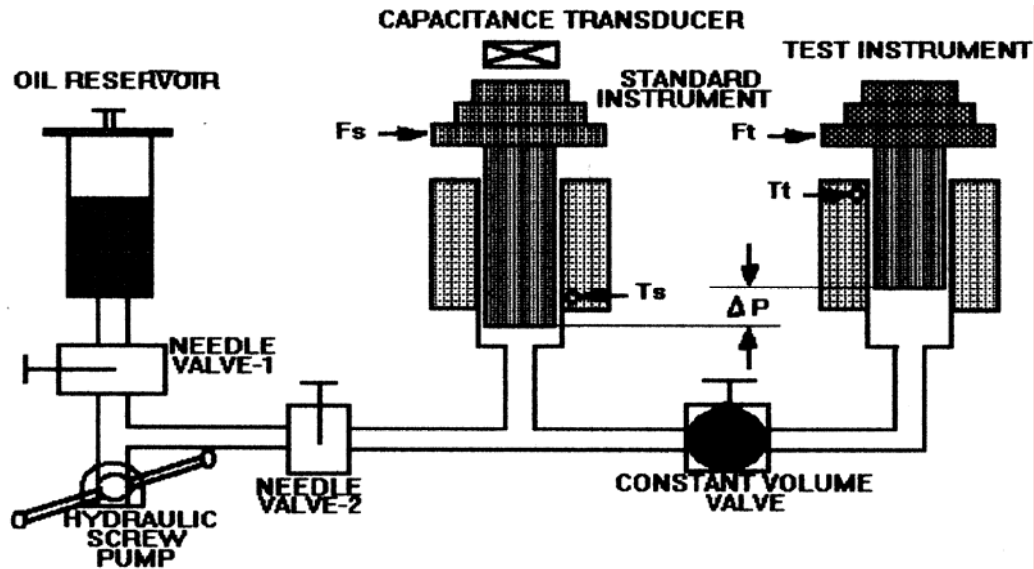 CAPACITANCE TRANSDUCER
OIL RESERVOIR
STANDARD
INSTRUMENT
TEST INSTRUMENT
Fs
Ft
Tt
Ts
ΔP
NEEDLE
VALVE-1
NEEDLE
VALVE-2
CONSTANT VOLUME
VALVE
HYDRAULIC
SCREW
PUMP